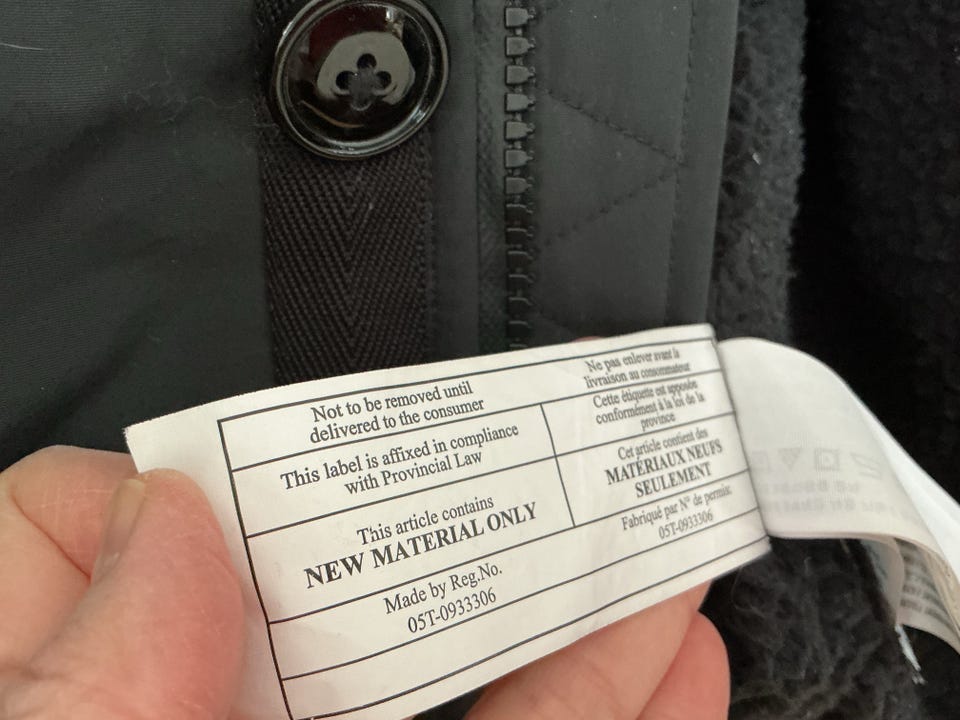 Not to be removed until
delivered to the consumer
Ne pas enlever avant la
livraison au consommateur
This label is affixed in compliance
with Provincial Law
Cette étiquette est apposée
conformément à la loi de la
province
This article contains
NEW MATERIAL ONLY
Cet article contient des
MATÉRIAUX NEUFS
SEULEMENT
Made by Reg.No.
05T-0933306
Fabriqué par N° de permis:
05T-0933306